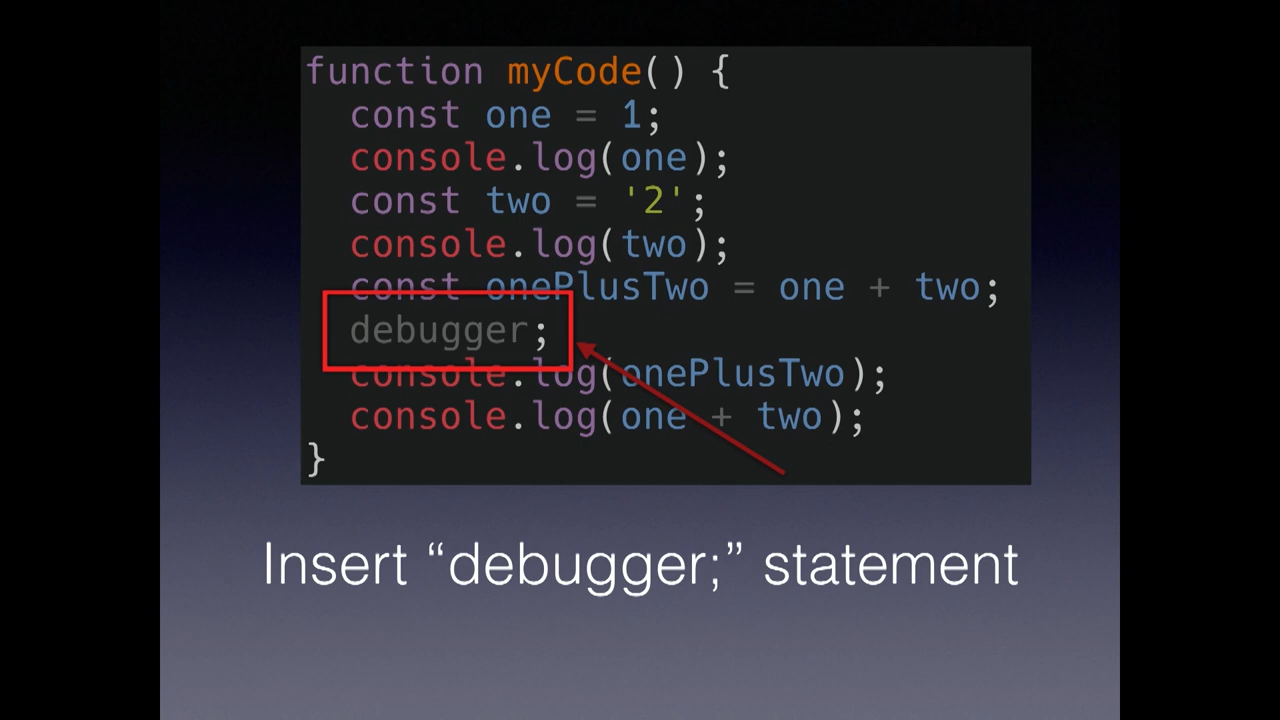 function myCode() {
  const one = 1;
  console.log(one);
  const two = '2';
  console.log(two);
  const onePlusTwo = one + two;
  debugger;
  console.log(onePlusTwo);
  console.log(one + two);
}
Insert “debugger;” statement